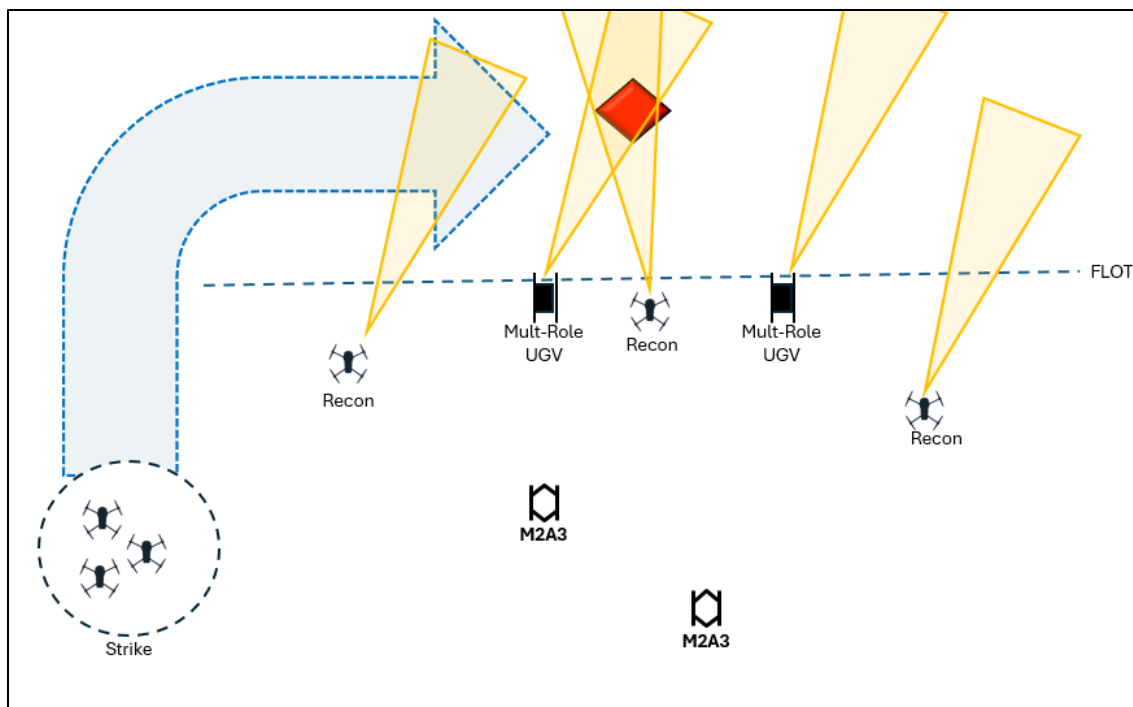 FLOT
Mult-Role
UGV
Recon
Mult-Role
UGV
Recon
Recon
M2A3
M2A3
Strike